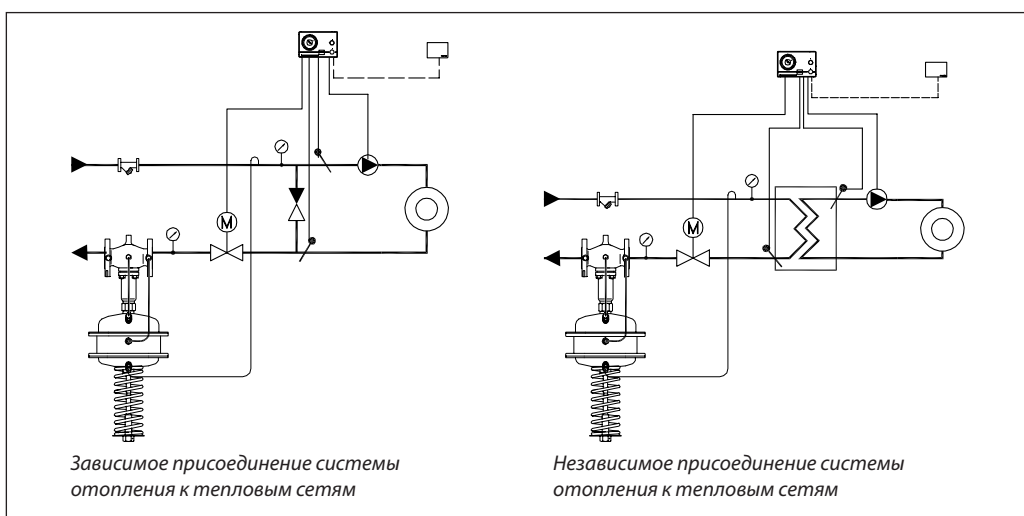 M
M
Зависимое присоединение системы
отопления к тепловым сетям
Независимое присоединение системы
отопления к тепловым сетям